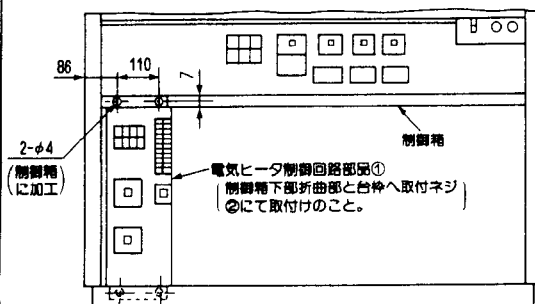 86
110
7
2-φ4
(制御箱
に加工)
制御箱
電気ヒータ制御回路部品①
(制御箱下部折曲部と台枠へ取付ネジ
②にて取付けのこと。)